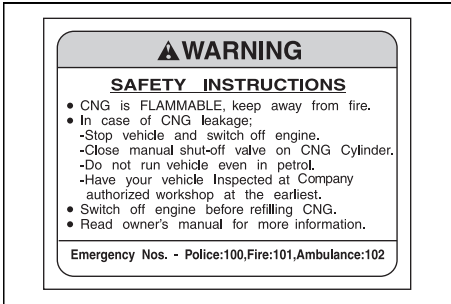 WARNING
SAFETY INSTRUCTIONS
• CNG is FLAMMABLE, keep away from fire.
• In case of CNG leakage;
-Stop vehicle and switch off engine.
-Close manual shut-off valve on CNG Cylinder.
-Do not run vehicle even in petrol.
-Have your vehicle Inspected at Company
authorized workshop at the earliest.
• Switch off engine before refilling CNG.
• Read owner's manual for more information.
Emergency Nos. - Police:100,Fire:101,Ambulance:102